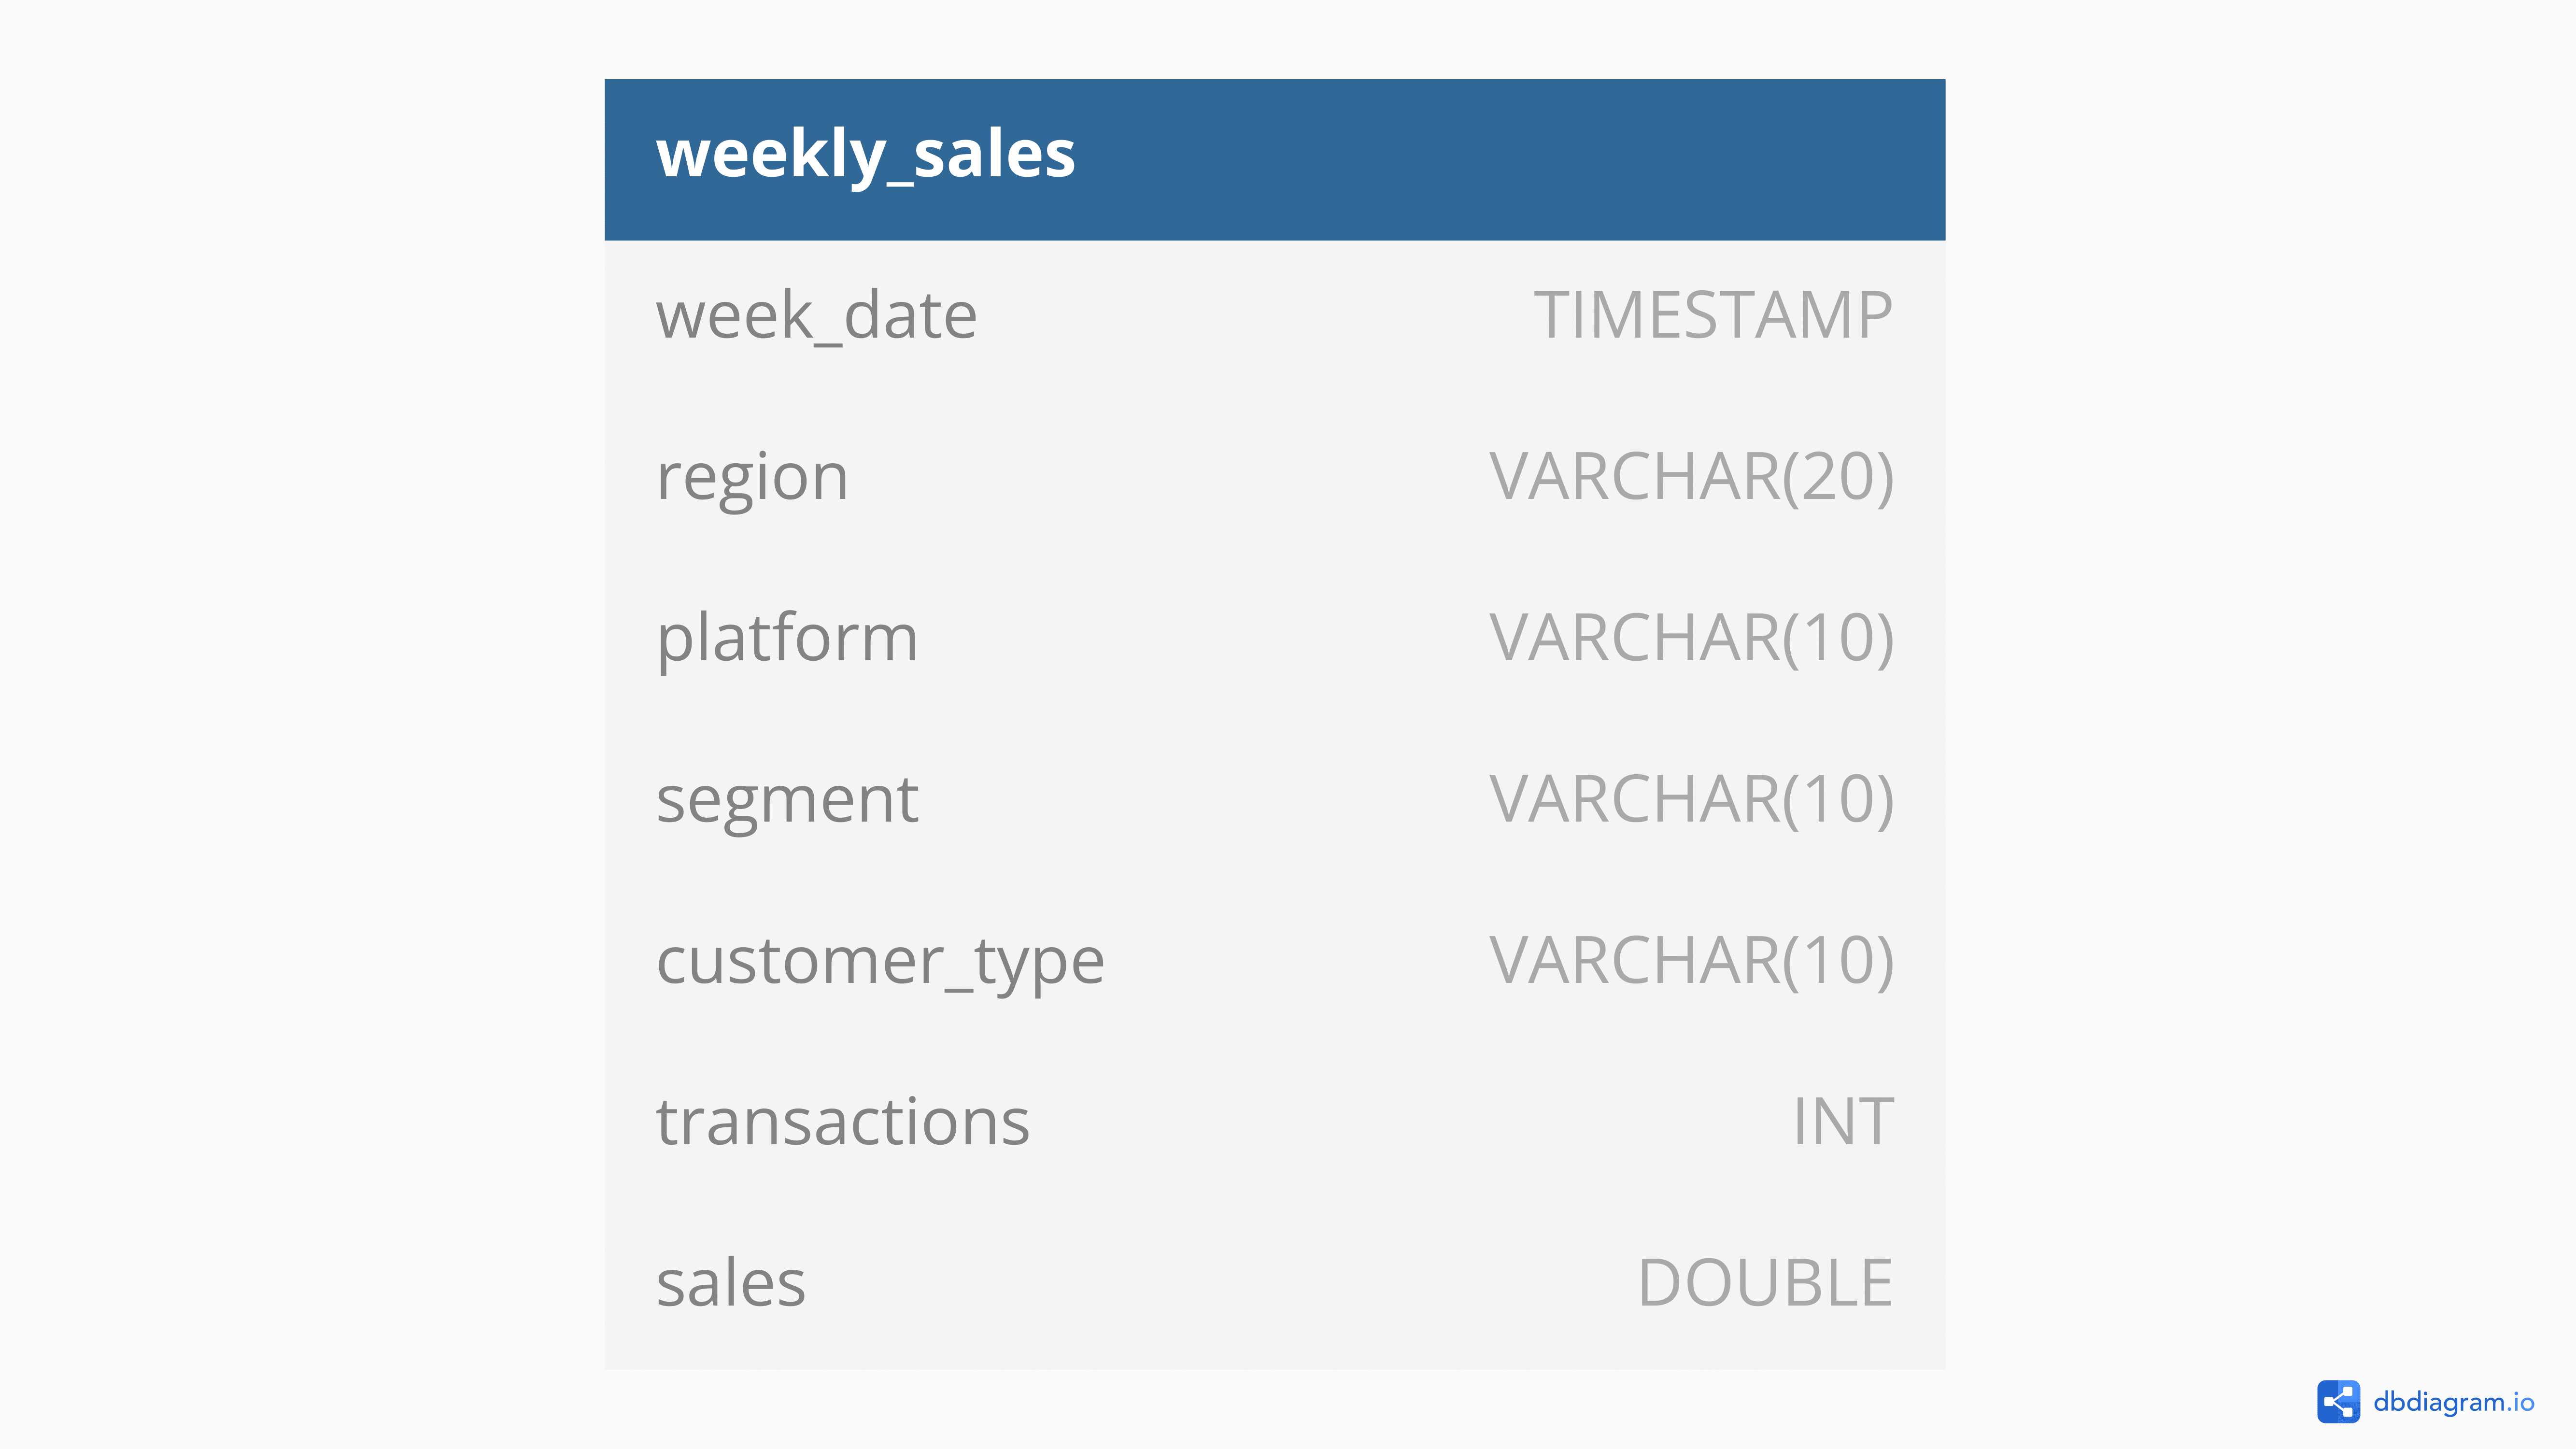 weekly_sales
week_date TIMESTAMP
region VARCHAR(20)
platform VARCHAR(10)
segment VARCHAR(10)
customer_type VARCHAR(10)
transactions INT
sales DOUBLE
dbdiagram.io